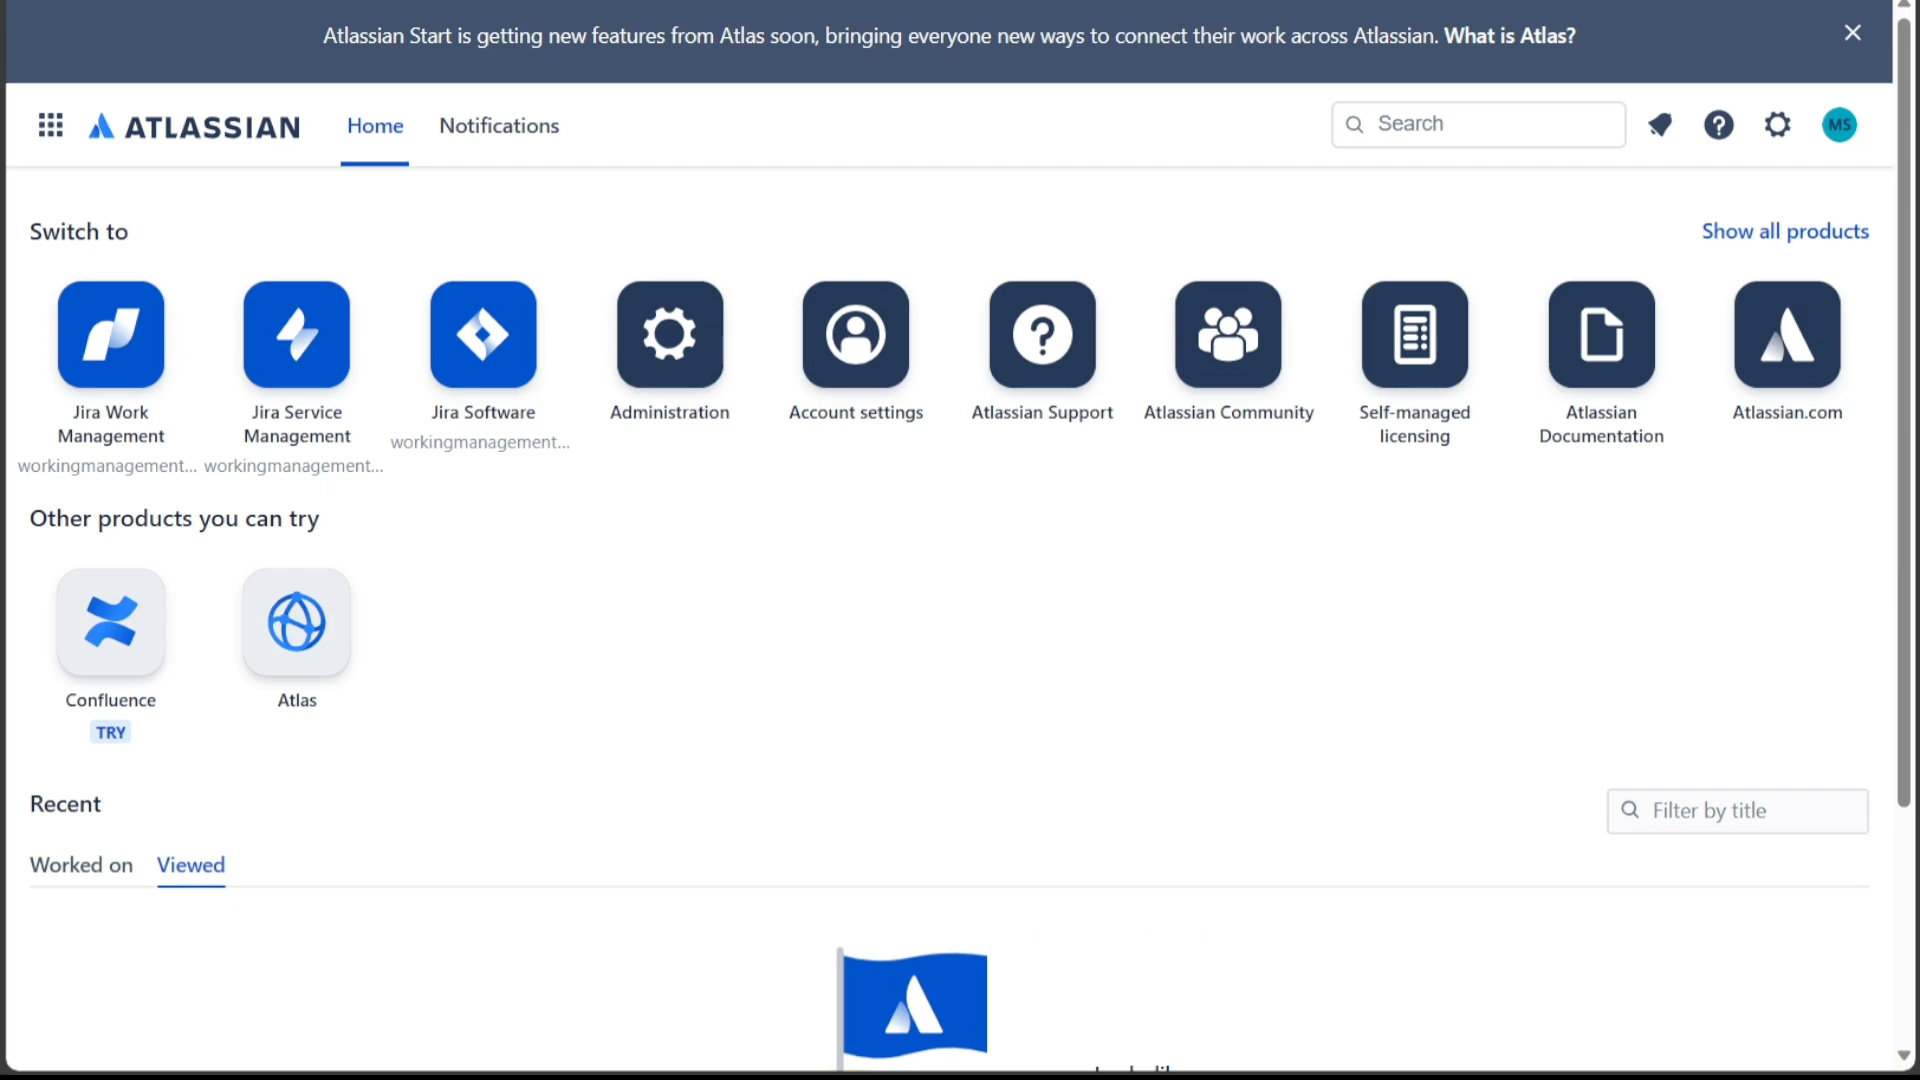 Atlassian Start is getting new features from Atlas soon, bringing everyone new ways to connect their work across Atlassian. What is Atlas?
ATLASSIAN
Home
Notifications
Search
MS
Switch to
Show all products
Jira Work
Management
workingmanagement...
Jira Service
Management
workingmanagement...
Jira Software
workingmanagement...
Administration
Account settings
Atlassian Support
Atlassian Community
Self-managed
licensing
Atlassian
Documentation
Atlassian.com
Other products you can try
Confluence
TRY
Atlas
Recent
Filter by title
Worked on
Viewed